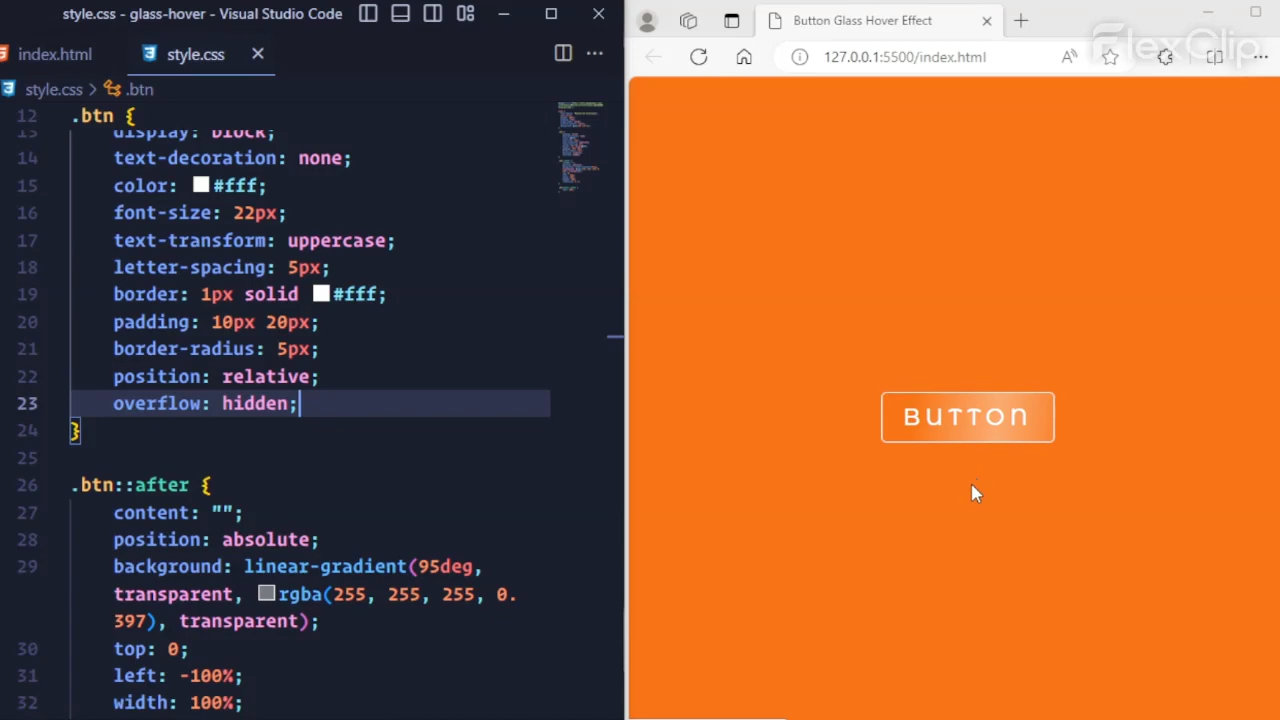 style.css - glass-hover - Visual Studio Code
index.html
style.css
style.css > .btn
12 .btn {
13 display: block;
14 text-decoration: none;
15 color: #fff;
16 font-size: 22px;
17 text-transform: uppercase;
18 letter-spacing: 5px;
19 border: 1px solid #fff;
20 padding: 10px 20px;
21 border-radius: 5px;
22 position: relative;
23 overflow: hidden;
24 }
25
26 .btn::after {
27 content: "";
28 position: absolute;
29 background: linear-gradient(95deg,
transparent, rgba(255, 255, 255, 0.
397), transparent);
30 top: 0;
31 left: -100%;
32 width: 100%;
Button Glass Hover Effect
FlexClip
127.0.0.1:5500/index.html
BUTTON